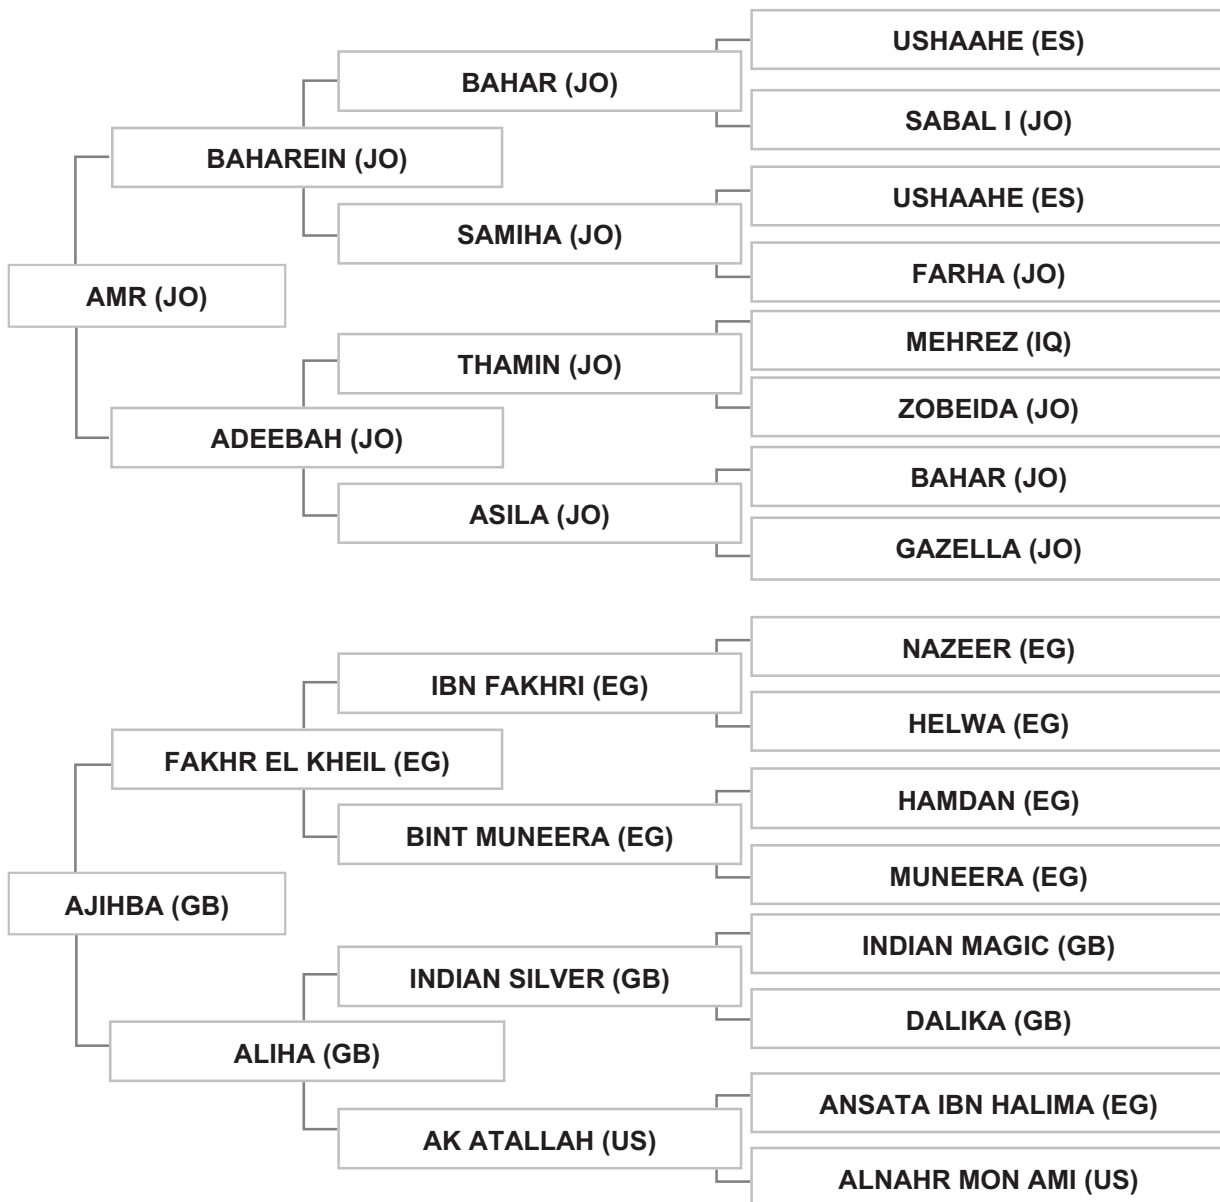 USHAAHE (ES)
BAHAR (JO)
SABAL I (JO)
BAHAREIN (JO)
USHAAHE (ES)
SAMIHA (JO)
FARHA (JO)
AMR (JO)
MEHREZ (IQ)
THAMIN (JO)
ZOBEIDA (JO)
ADEEBAH (JO)
BAHAR (JO)
ASILA (JO)
GAZELLA (JO)
NAZEER (EG)
IBN FAKHRI (EG)
HELWA (EG)
FAKHR EL KHEIL (EG)
HAMDAN (EG)
BINT MUNEERA (EG)
MUNEERA (EG)
AJIHBA (GB)
INDIAN MAGIC (GB)
INDIAN SILVER (GB)
DALIKA (GB)
ALIHA (GB)
ANSATA IBN HALIMA (EG)
AK ATALLAH (US)
ALNAHR MON AMI (US)